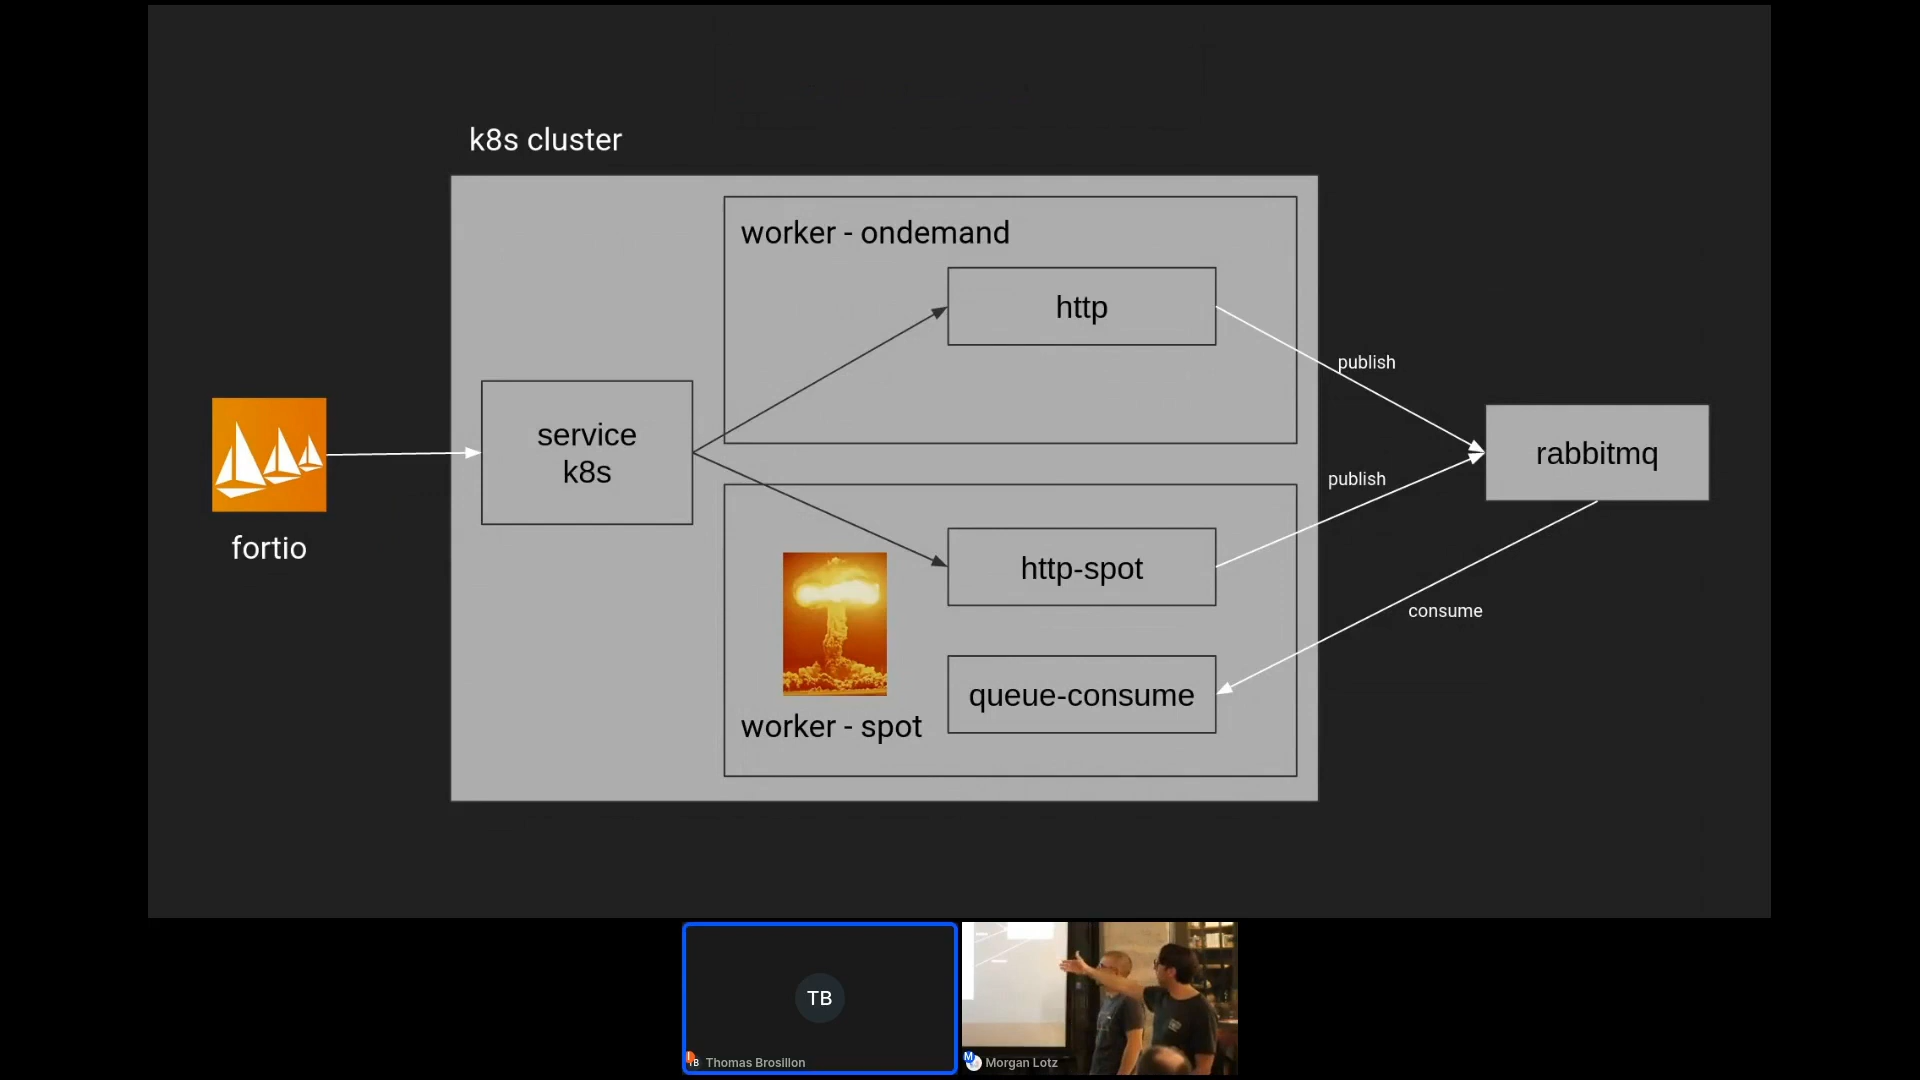 k8s cluster
worker - ondemand
http
publish
service
k8s
rabbitmq
publish
fortio
http-spot
consume
queue-consume
worker - spot
TB
TB Thomas Brosillon
M Morgan Lotz